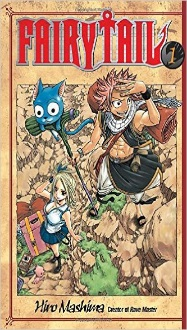 FAIRY TAIL
1
Hiro Mashima
Creator of Rave Master